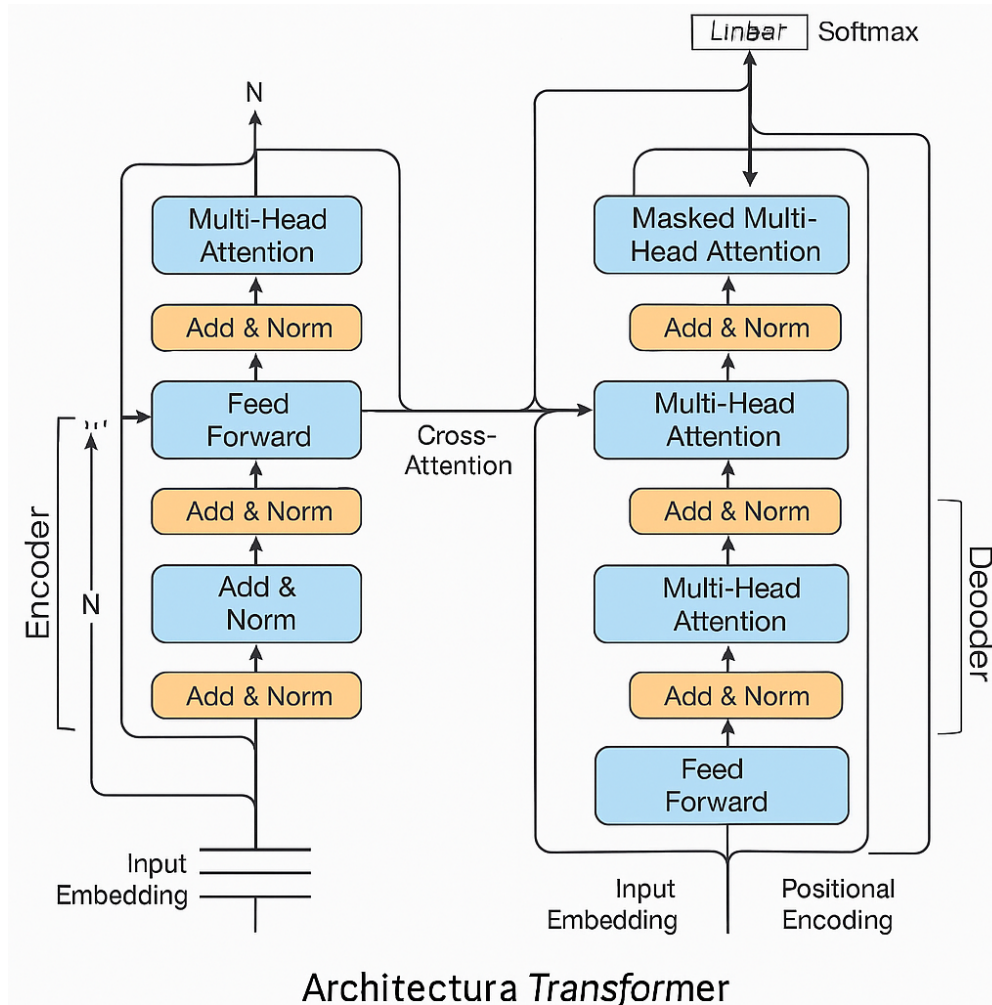 Linear Softmax
N
Multi-Head
Attention
Add & Norm
Feed
Forward
Add & Norm
Add &
Norm
Add & Norm
Encoder
N
Input
Embedding
Cross-
Attention
Masked Multi-
Head Attention
Add & Norm
Multi-Head
Attention
Add & Norm
Multi-Head
Attention
Add & Norm
Feed
Forward
Deooder
Input
Embedding
Positional
Encoding
Architectura Transformer